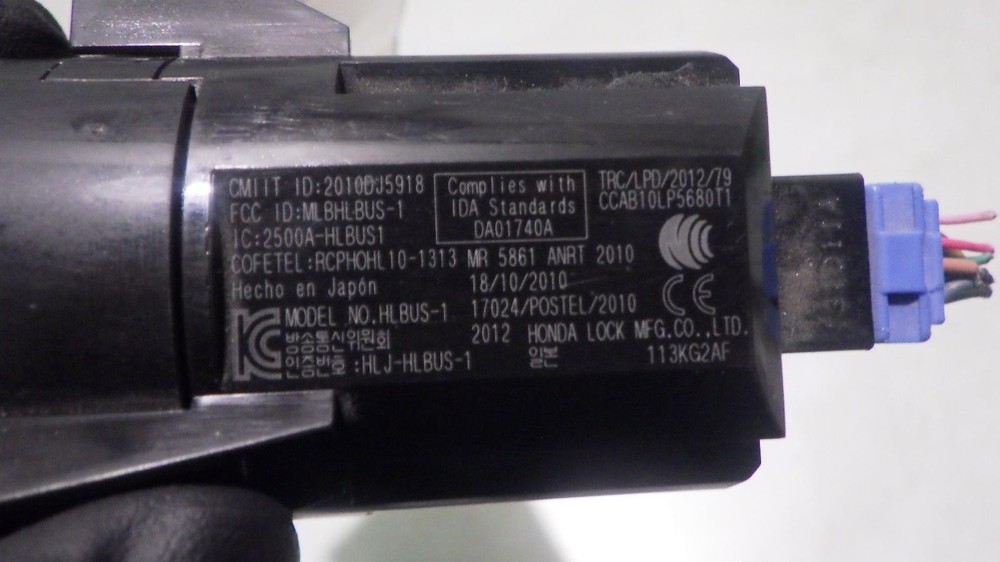 CMIIT ID:2010DJ5918
FCC ID:MLBHLBUS-1
IC:2500A-HLBUS1
Complies with
IDA Standards
DA01740A
TRC/LPD/2012/79
CCAB10LP5680T1
COFETEL:RCPHOHL10-1313 MR 5861 ANRT 2010
Hecho en Japón 18/10/2010
MODEL NO.HLBUS-1 17024/POSTEL/2010
방송통신위원회 2012 HONDA LOCK MFG.CO.,LTD.
인증번호:HLJ-HLBUS-1 일본 113KG2AF
CE